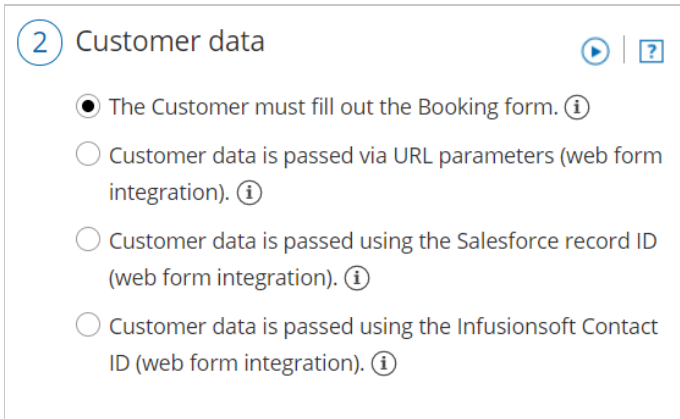 2 Customer data
?
The Customer must fill out the Booking form. i
Customer data is passed via URL parameters (web form
integration). i
Customer data is passed using the Salesforce record ID
(web form integration). i
Customer data is passed using the Infusionsoft Contact
ID (web form integration). i